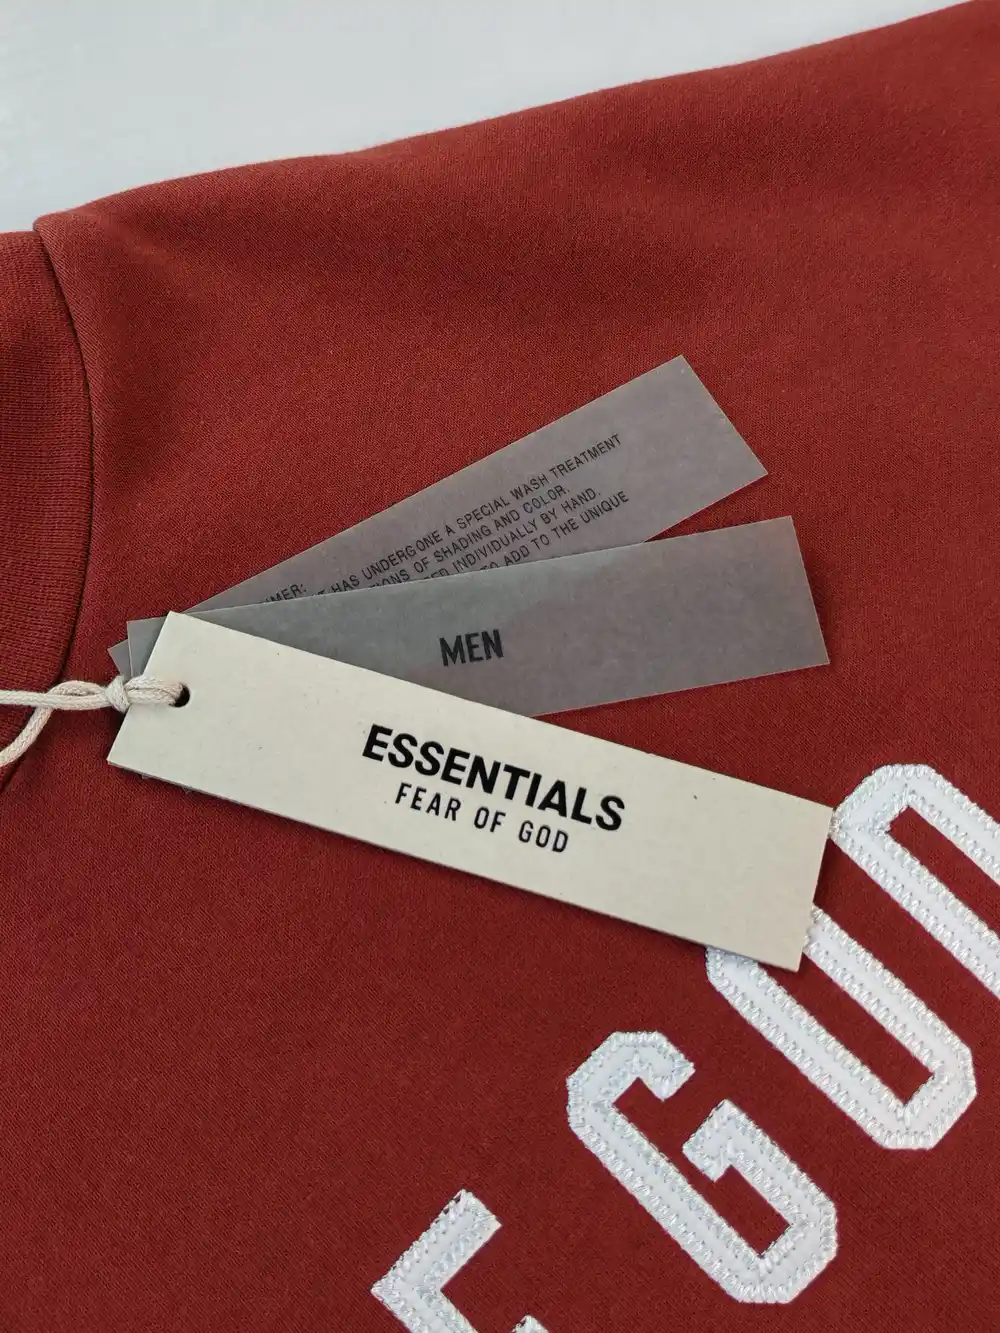 MER:
HAS UNDERGONE A SPECIAL WASH TREATMENT
OF SHADING AND COLOR.
INDIVIDUALLY BY HAND.
TO ADD TO THE UNIQUE
MEN
ESSENTIALS
FEAR OF GOD
F GOD